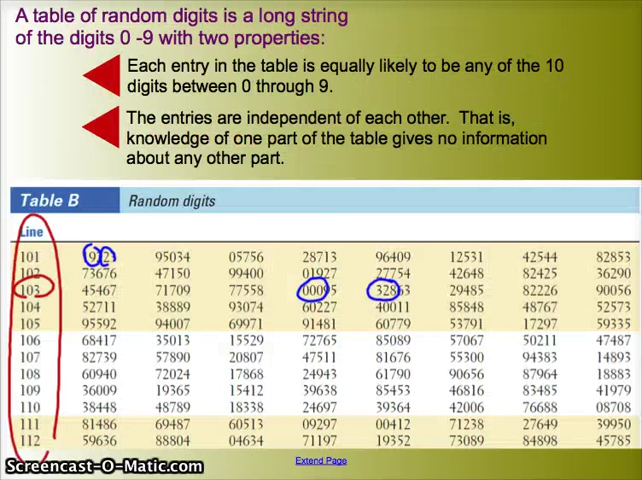 A table of random digits is a long string
of the digits 0 -9 with two properties:
Each entry in the table is equally likely to be any of the 10
digits between 0 through 9.
The entries are independent of each other. That is,
knowledge of one part of the table gives no information
about any other part.
Table B Random digits
Line
101 95034 05756 28713 96409 12531 42544 82853
102 73676 47150 99400 01927 27754 42648 82425 36290
103 45467 71709 77558 00095 32863 29485 82226 90056
104 52711 38889 93074 60227 40011 85848 48767 52573
105 95592 94007 69971 91481 60779 53791 17297 59335
106 68417 35013 15529 72765 85089 57067 50211 47487
107 82739 57890 20807 47511 81676 55300 94383 14893
108 60940 72024 17868 24943 61790 90656 87964 18883
109 36009 19365 15412 39638 85453 46816 83485 41979
110 38448 48789 18338 24697 39364 42006 76688 08708
111 81486 69487 60513 09297 00412 71238 27649 39950
112 59636 88804 04634 71197 19352 73089 84898 45785
Extend Page
Screencast-O-Matic.com